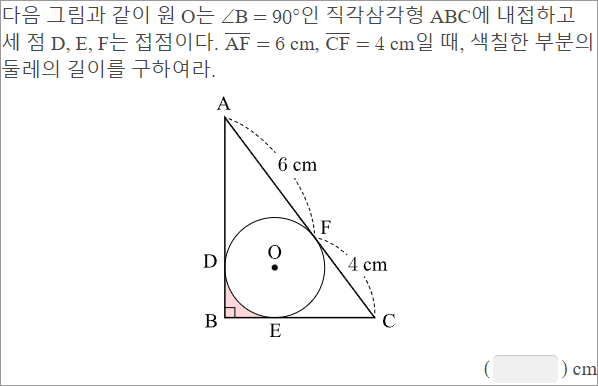 다음 그림과 같이 원 O는 ∠B = 90°인 직각삼각형 ABC에 내접하고
세 점 D, E, F는 접점이다. $\overline{AF}$ = 6 cm, $\overline{CF}$ = 4 cm일 때, 색칠한 부분의
둘레의 길이를 구하여라.
A
6 cm
F
D
O
4 cm
B
E
C
( ) cm